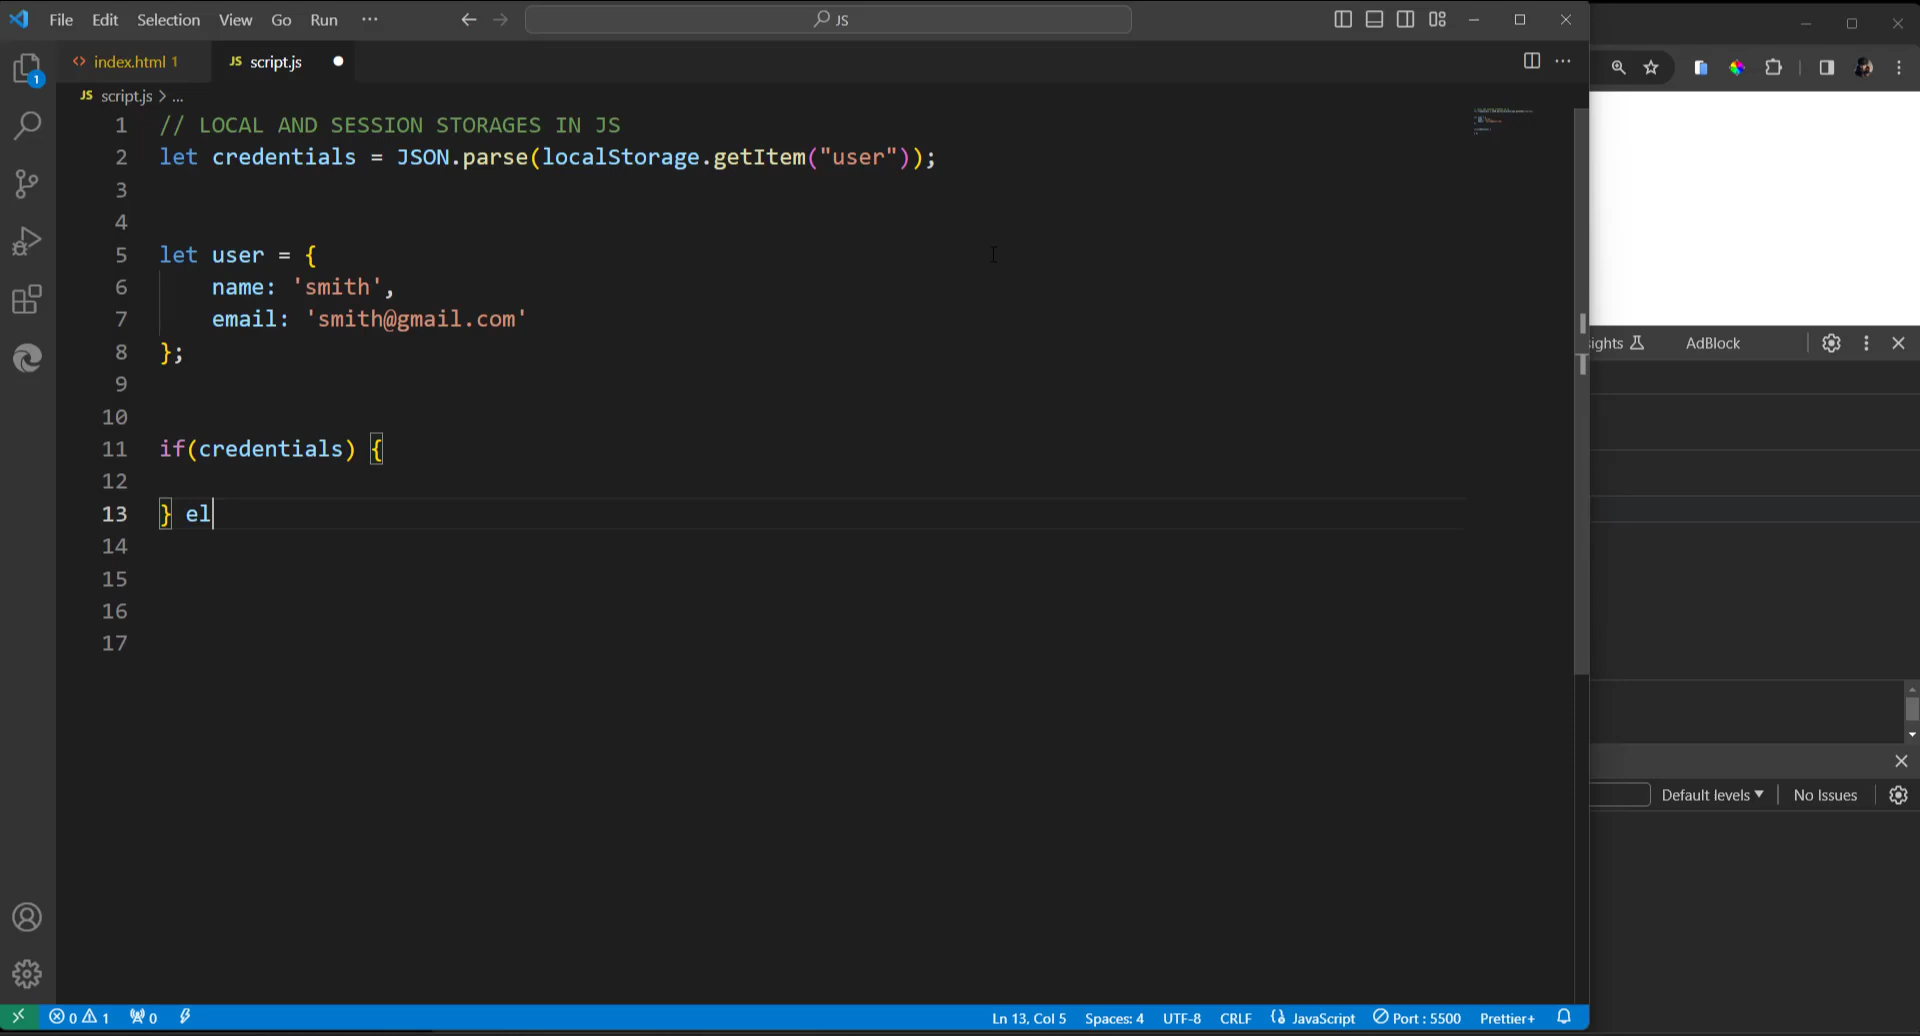 File Edit Selection View Go Run ···
JS
index.html 1
JS script.js
JS script.js > ...
1 // LOCAL AND SESSION STORAGES IN JS
2 let credentials = JSON.parse(localStorage.getItem("user"));
3
4
5 let user = {
6 name: 'smith',
7 email: 'smith@gmail.com'
8 };
9
10
11 if(credentials) {
12
13 } el
14
15
16
17
1
ights
AdBlock
Default levels
No Issues
0 1 0
Ln 13, Col 5 Spaces: 4 UTF-8 CRLF JavaScript Port : 5500 Prettier+